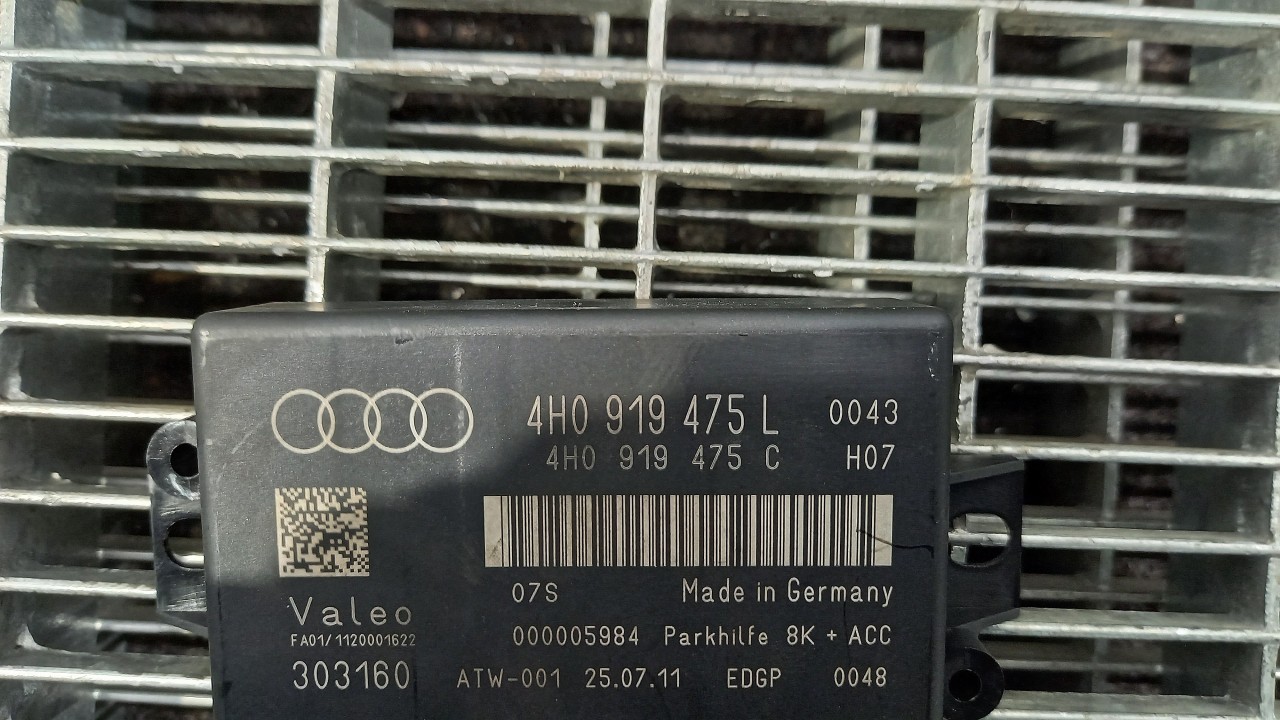 4H0 919 475 L 0043
4H0 919 475 C H07
07S Made in Germany
Valeo
FA01/1120001622
000005984 Parkhilfe 8K + ACC
303160 ATW-001 25.07.11 EDGP 0048